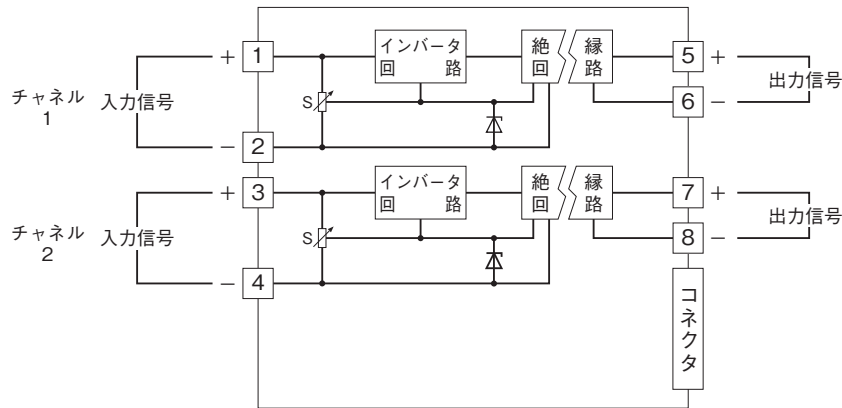 チャネル
1
入力信号
+ 1
− 2
S
インバータ
回 路
絶
回
縁
路
5 +
6 −
出力信号
チャネル
2
入力信号
+ 3
− 4
S
インバータ
回 路
絶
回
縁
路
7 +
8 −
出力信号
コネクタ